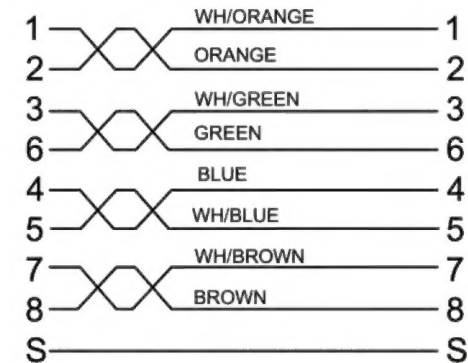 1 WH/ORANGE 1
2 ORANGE 2
3 WH/GREEN 3
6 GREEN 6
4 BLUE 4
5 WH/BLUE 5
7 WH/BROWN 7
8 BROWN 8
S S